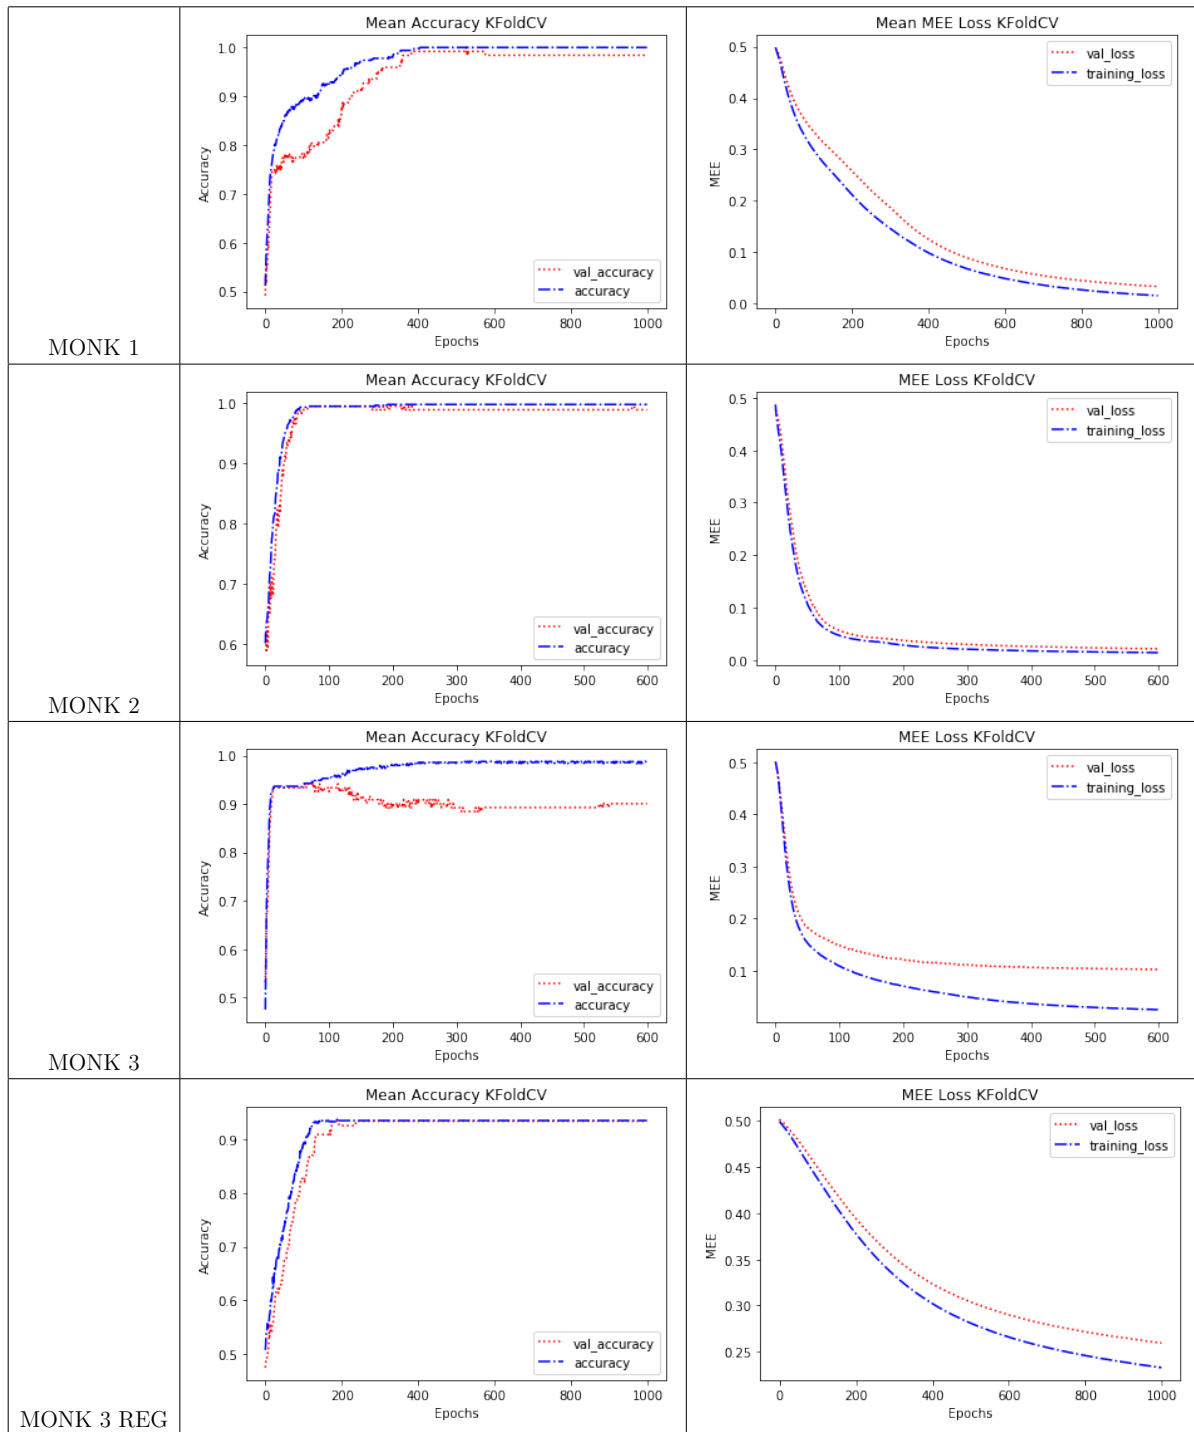 Mean Accuracy KFoldCV
1.0
0.9
0.8
0.7
0.6
0.5
Accuracy
val_accuracy
accuracy
0 200 400 600 800 1000
Epochs
Mean MEE Loss KFoldCV
0.5
0.4
0.3
0.2
0.1
0.0
MEE
val_loss
training_loss
0 200 400 600 800 1000
Epochs
MONK 1
Mean Accuracy KFoldCV
1.0
0.9
0.8
0.7
0.6
Accuracy
val_accuracy
accuracy
0 100 200 300 400 500 600
Epochs
MEE Loss KFoldCV
0.5
0.4
0.3
0.2
0.1
0.0
MEE
val_loss
training_loss
0 100 200 300 400 500 600
Epochs
MONK 2
Mean Accuracy KFoldCV
1.0
0.9
0.8
0.7
0.6
0.5
Accuracy
val_accuracy
accuracy
0 100 200 300 400 500 600
Epochs
MEE Loss KFoldCV
0.5
0.4
0.3
0.2
0.1
MEE
val_loss
training_loss
0 100 200 300 400 500 600
Epochs
MONK 3
Mean Accuracy KFoldCV
0.9
0.8
0.7
0.6
0.5
Accuracy
val_accuracy
accuracy
0 200 400 600 800 1000
Epochs
MEE Loss KFoldCV
0.50
0.45
0.40
0.35
0.30
0.25
MEE
val_loss
training_loss
0 200 400 600 800 1000
Epochs
MONK 3 REG